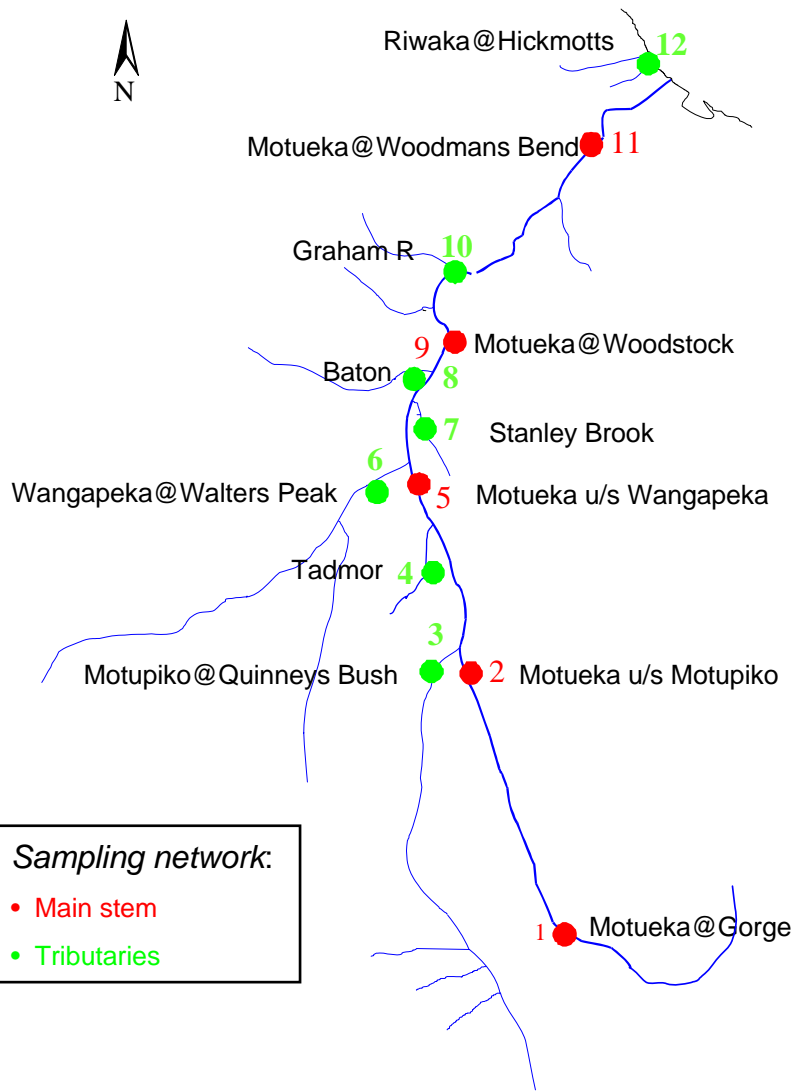 Riwaka@Hickmotts 12
N
Motueka@Woodmans Bend 11
Graham R 10
9 Motueka@Woodstock
Baton 8
7 Stanley Brook
6
Wangapeka@Walters Peak
5 Motueka u/s Wangapeka
Tadmor 4
3
Motupiko@Quinneys Bush
2 Motueka u/s Motupiko
Sampling network:
• Main stem
• Tributaries
1 Motueka@Gorge